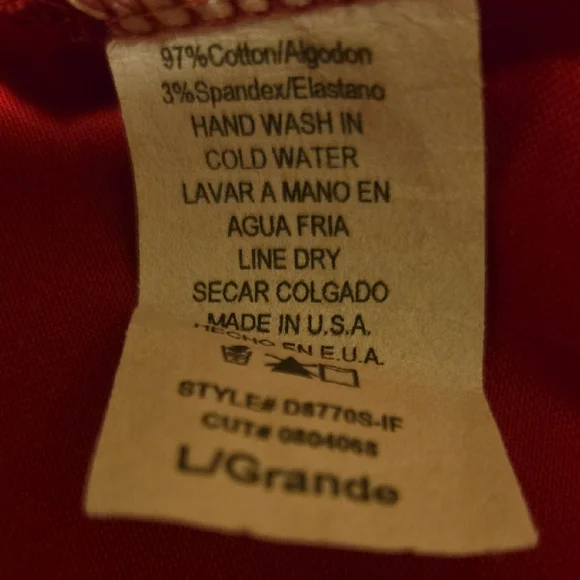 97%Cotton/Algodon
3%Spandex/Elastano
HAND WASH IN
COLD WATER
LAVAR A MANO EN
AGUA FRIA
LINE DRY
SECAR COLGADO
MADE IN U.S.A.
HECHO EN E.U.A.
STYLE# D8770S-IF
CUT# 0804068
L/Grande